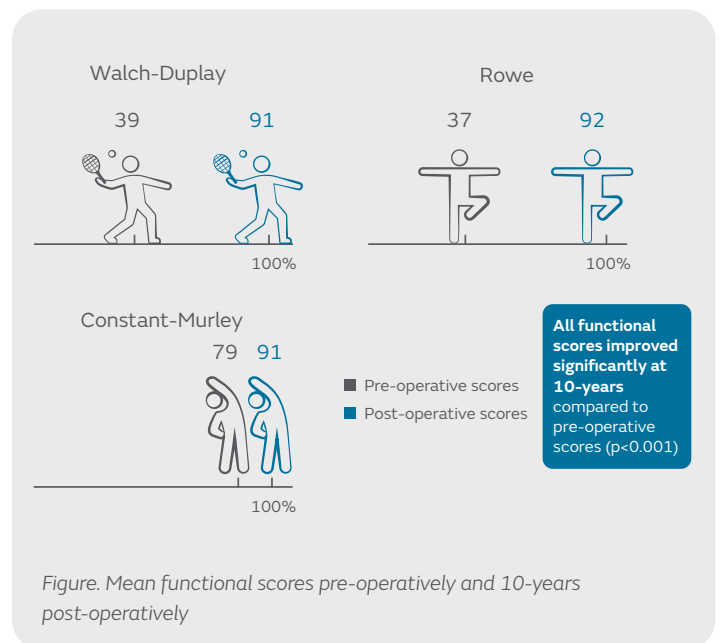 Walch-Duplay
39
91
100%
Rowe
37
92
100%
Constant-Murley
79
91
100%
Pre-operative scores
Post-operative scores
All functional
scores improved
significantly at
10-years
compared to
pre-operative
scores (p<0.001)
Figure. Mean functional scores pre-operatively and 10-years
post-operatively